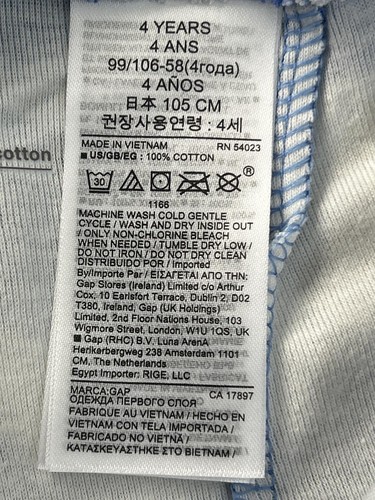 4 YEARS
4 ANS
99/106-58(4года)
4 AÑOS
日本 105 CM
권장사용연령 : 4세
cotton
MADE IN VIETNAM RN 54023
■ US/GB/EG : 100% COTTON
30
®
1166
MACHINE WASH COLD GENTLE
CYCLE / WASH AND DRY INSIDE OUT
/ ONLY NON-CHLORINE BLEACH
WHEN NEEDED / TUMBLE DRY LOW /
DO NOT IRON / DO NOT DRY CLEAN
DISTRIBUIDO POR / Imported
By/Importe Par / ΕΙΣΑΓΕΤΑΙ ΑΠΟ ΤΗΝ:
Gap Stores (Ireland) Limited c/o Arthur
Cox, 10 Earlsfort Terrace, Dublin 2, D02
T380, Ireland, Gap (UK Holdings)
Limited, 2nd Floor Nations House, 103
Wigmore Street, London, W1U 1QS, UK
■ Gap (RHC) B.V. Luna ArenA
Herikerbergweg 238 Amsterdam 1101
CM, The Netherlands
Egypt Importer: RIGE, LLC
MARCA:GAP CA 17897
ОДЕЖДА ПЕРВОГО СЛОЯ
FABRIQUE AU VIETNAM / HECHO EN
VIETNAM CON TELA IMPORTADA /
FABRICADO NO VIETNÃ /
ΚΑΤΑΣΚΕΥΑΣΤΗΚΕ ΣΤΟ ΒΙΕΤΝΑΜ /